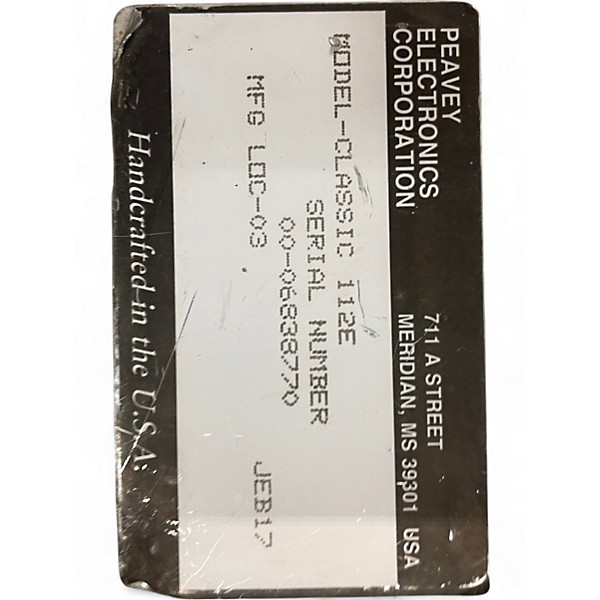 PEAVEY
ELECTRONICS
CORPORATION
711 A STREET
MERIDIAN, MS 39301 USA
MODEL-CLASSIC 112E
SERIAL NUMBER
00-06838770
MFG LOC-03
JEB17
Handcrafted in the U.S.A.